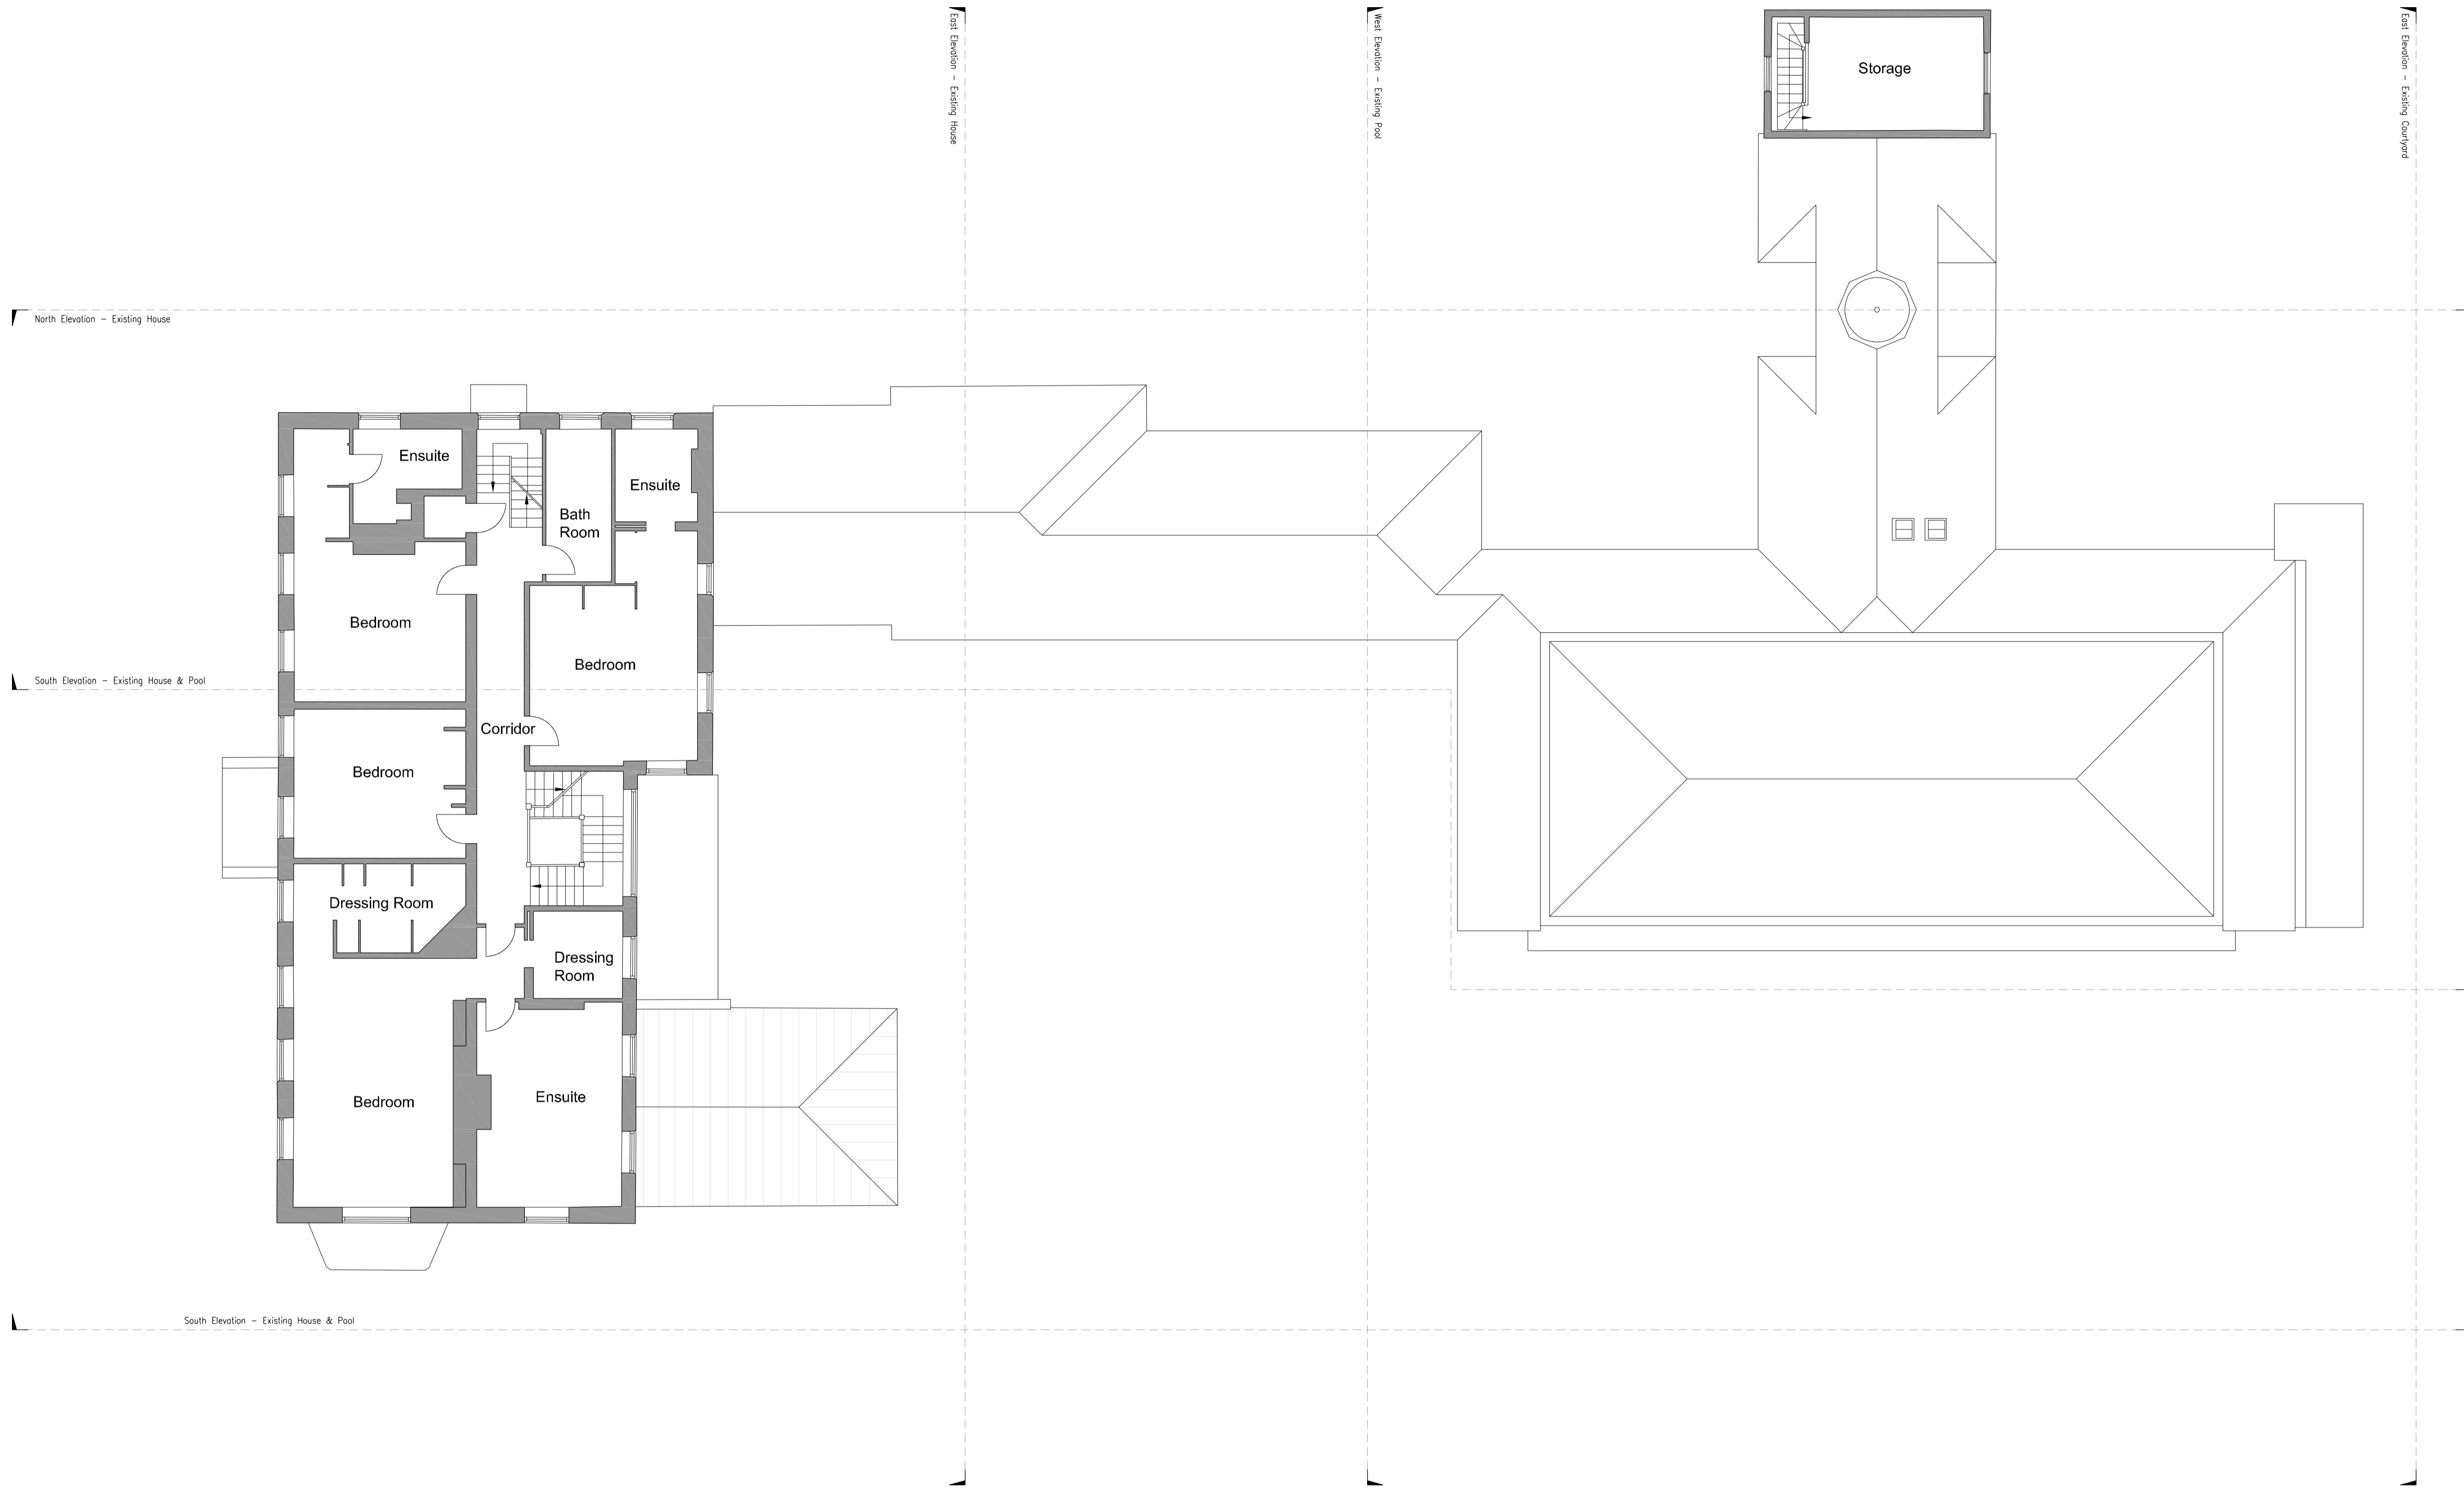 East Elevation - Existing House
West Elevation - Existing Pool
East Elevation - Existing Courtyard
Storage
North Elevation - Existing House
Ensuite
Ensuite
Bath
Room
Bedroom
Bedroom
South Elevation - Existing House & Pool
Corridor
Bedroom
Dressing Room
Dressing
Room
Bedroom
Ensuite
South Elevation - Existing House & Pool